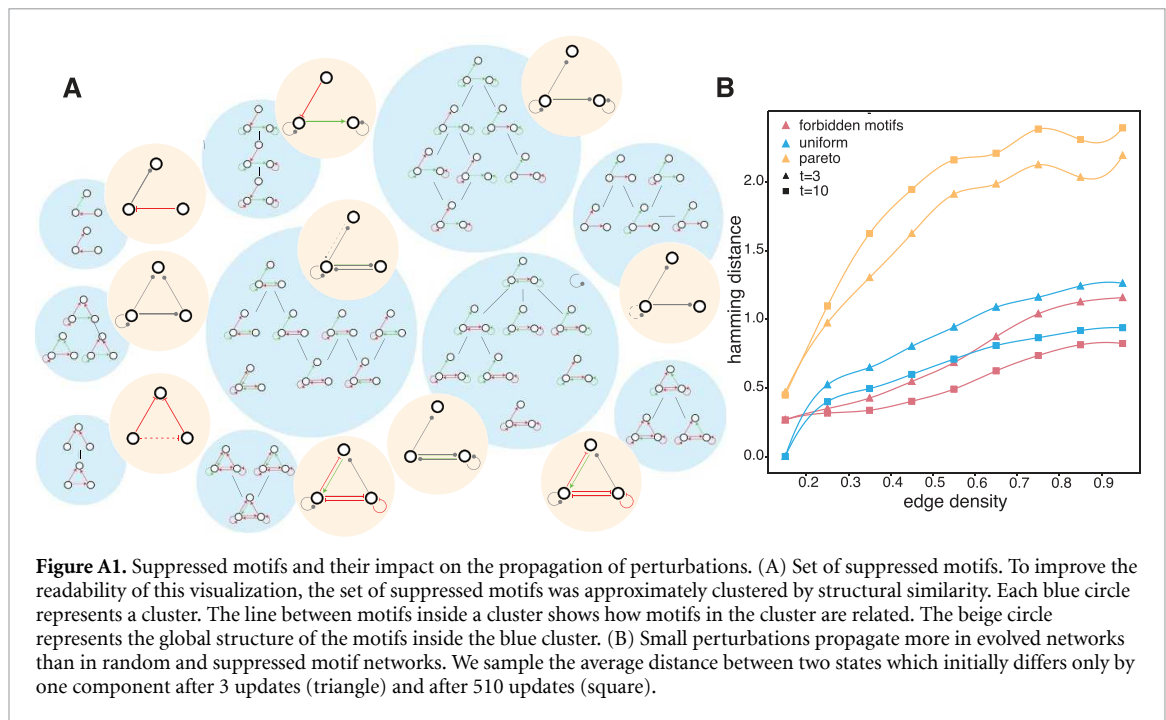 A
B
forbidden motifs
uniform
pareto
t=3
t=10
hamming distance
2.0
1.5
1.0
0.5
0.0
0.2 0.3 0.4 0.5 0.6 0.7 0.8 0.9
edge density
Figure A1. Suppressed motifs and their impact on the propagation of perturbations. (A) Set of suppressed motifs. To improve the
readability of this visualization, the set of suppressed motifs was approximately clustered by structural similarity. Each blue circle
represents a cluster. The line between motifs inside a cluster shows how motifs in the cluster are related. The beige circle
represents the global structure of the motifs inside the blue cluster. (B) Small perturbations propagate more in evolved networks
than in random and suppressed motif networks. We sample the average distance between two states which initially differs only by
one component after 3 updates (triangle) and after 510 updates (square).